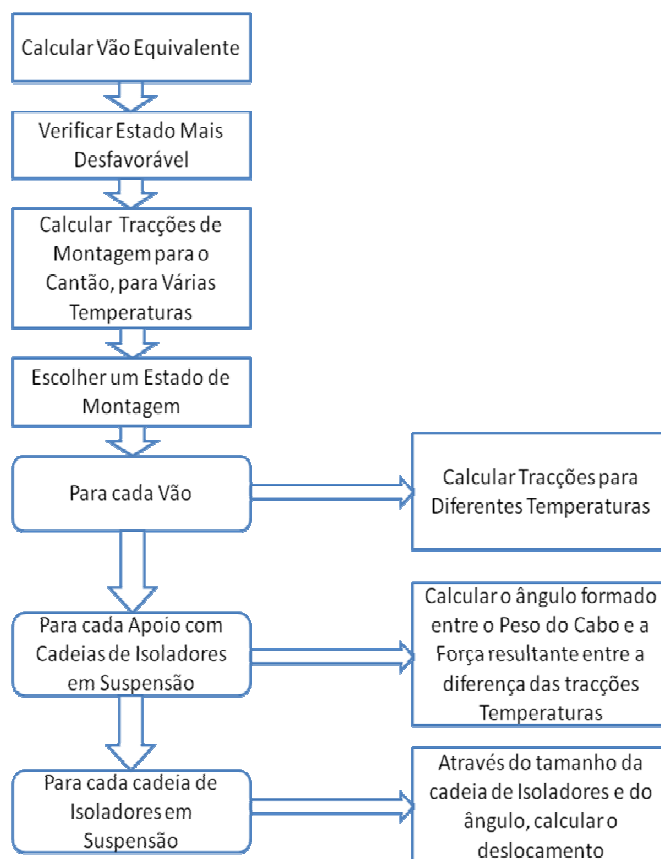 Calcular Vão Equivalente
Verificar Estado Mais
Desfavorável
Calcular Tracções de
Montagem para o
Cantão, para Várias
Temperaturas
Escolher um Estado de
Montagem
Para cada Vão
Calcular Tracções para
Diferentes Temperaturas
Para cada Apoio com
Cadeias de Isoladores
em Suspensão
Calcular o ângulo formado
entre o Peso do Cabo e a
Força resultante entre a
diferença das tracções
Temperaturas
Para cada cadeia de
Isoladores em
Suspensão
Através do tamanho da
cadeia de Isoladores e do
ângulo, calcular o
deslocamento